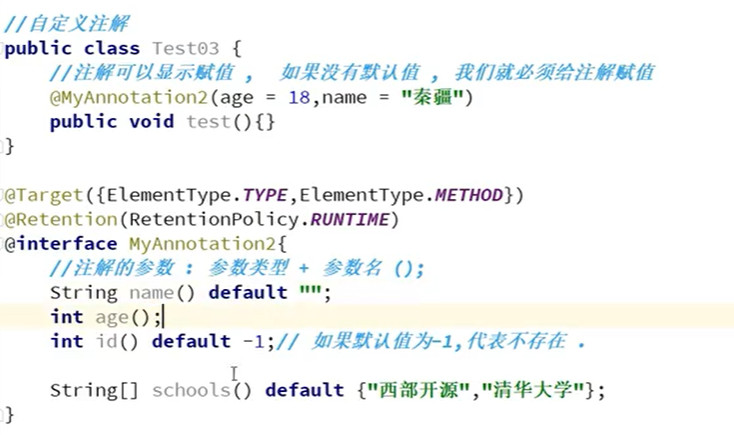 //自定义注解
public class Test03 {
//注解可以显示赋值 , 如果没有默认值 , 我们就必须给注解赋值
@MyAnnotation2(age = 18,name = "秦疆")
public void test(){}
}
@Target({ElementType.TYPE,ElementType.METHOD})
@Retention(RetentionPolicy.RUNTIME)
@interface MyAnnotation2{
//注解的参数 : 参数类型 + 参数名 ();
String name() default "";
int age();
int id() default -1;// 如果默认值为-1,代表不存在 .
String[] schools() default {"西部开源","清华大学"};
}